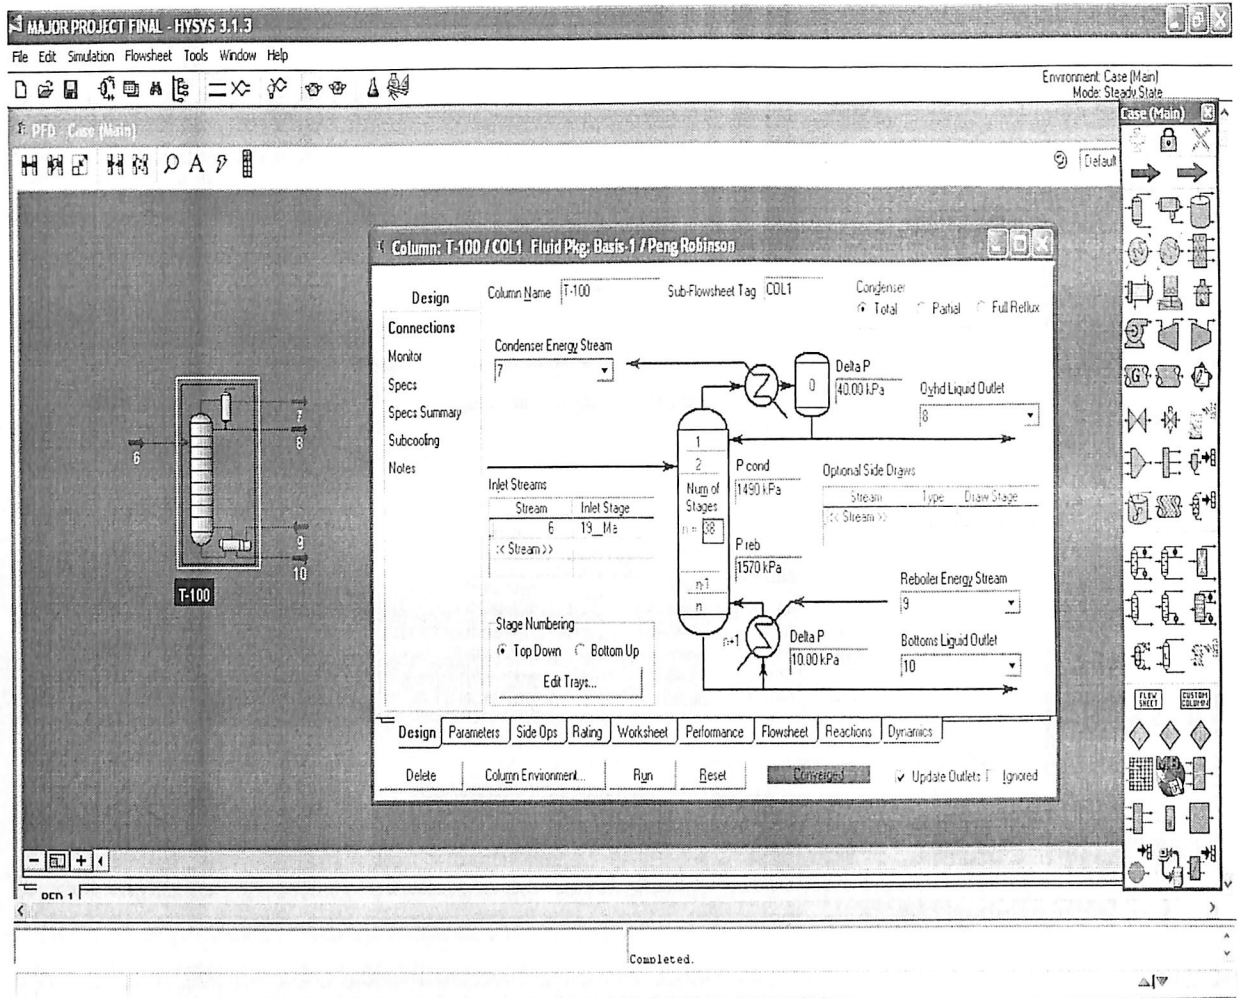 MAJOR PROJECT FINAL - HYSYS 3.1.3
File Edit Simulation Flowsheet Tools Window Help
Environment: Case (Main)
Mode: Steady State
PFD - Case (Main)
Default
Case (Main)
Column: T-100 / COL1 Fluid Pkg: Basis-1 / Peng Robinson
Design
Connections
Monitor
Specs
Specs Summary
Subcooling
Notes
Column Name T-100
Sub-Flowsheet Tag COL1
Condenser
Total Partial Full Reflux
Condenser Energy Stream
7
0
Delta P
40.00 kPa
Ovhd Liquid Outlet
8
1
2
Num of
Stages
n = 38
n-1
n
n+1
P cond
1490 kPa
Optional Side Draws
Stream Type Draw Stage
<< Stream >>
Inlet Streams
Stream Inlet Stage
6 19__Ma
<< Stream >>
P reb
1570 kPa
Reboiler Energy Stream
9
Stage Numbering
Top Down Bottom Up
Edit Trays...
Delta P
10.00 kPa
Bottoms Liquid Outlet
10
Design Parameters Side Ops Rating Worksheet Performance Flowsheet Reactions Dynamics
Delete Column Environment... Run Reset Converged Update Outlets Ignored
6
7
8
9
10
T-100
FLOW
SHEET
CUSTOM
COLUMN
PFD 1
Completed.